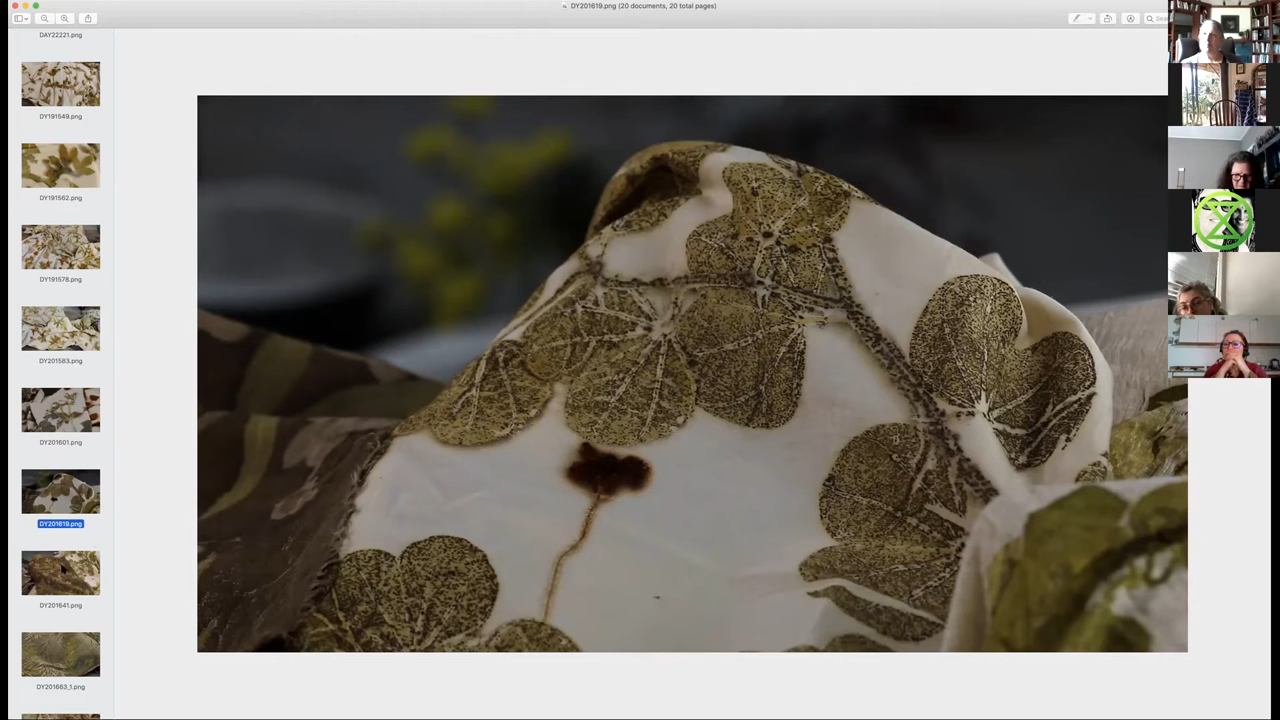 DY201619.png (20 documents, 20 total pages)
DAY22221.png
DY191549.png
DY191562.png
DY191578.png
DY201583.png
DY201601.png
DY201619.png
DY201641.png
DY201663_1.png